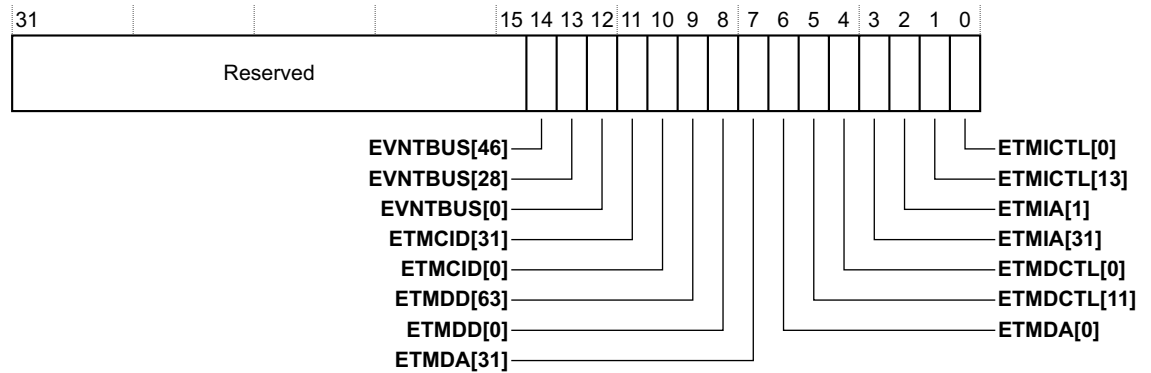 31 15 14 13 12 11 10 9 8 7 6 5 4 3 2 1 0
Reserved
EVNTBUS[46] ETMICTL[0]
EVNTBUS[28] ETMICTL[13]
EVNTBUS[0] ETMIA[1]
ETMCID[31] ETMIA[31]
ETMCID[0] ETMDCTL[0]
ETMDD[63] ETMDCTL[11]
ETMDD[0] ETMDA[0]
ETMDA[31]